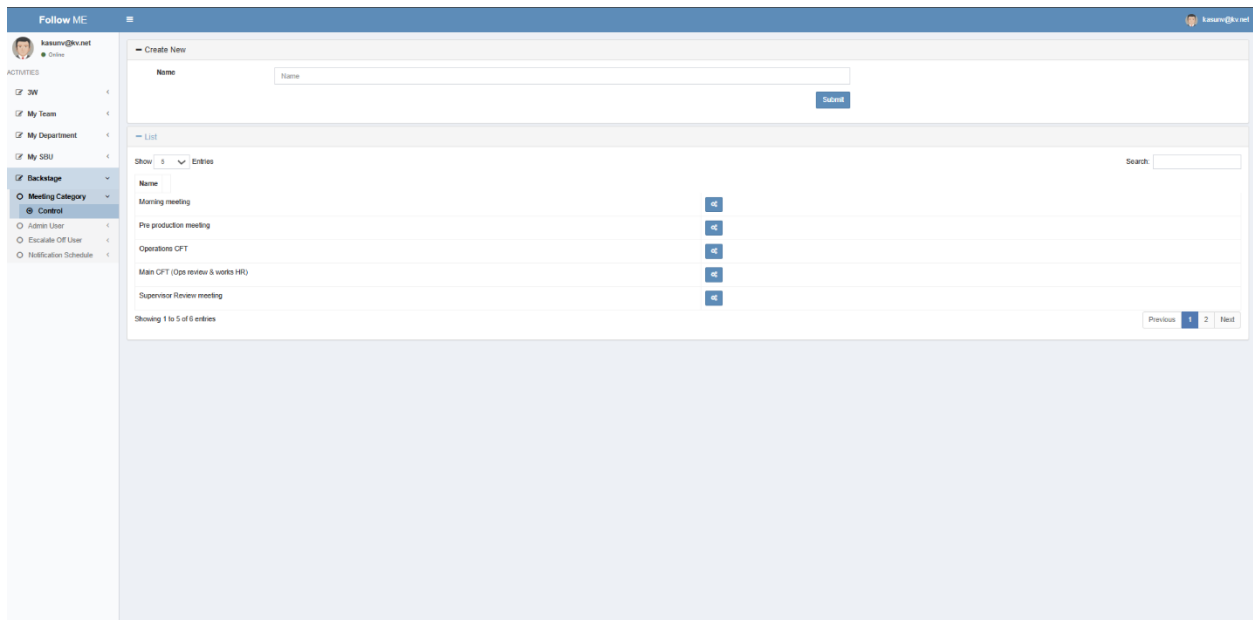 Follow ME
kasunv@kv.net
kasunv@kv.net
Online
ACTIVITIES
3W
My Team
My Department
My SBU
Backstage
Meeting Category
Control
Admin User
Escalate Off User
Notification Schedule
Create New
Name
Name
Submit
List
Show 5 Entries
Search:
Name
Morning meeting
Pre production meeting
Operations CFT
Main CFT (Ops review & works HR)
Supervisor Review meeting
Showing 1 to 5 of 6 entries
Previous 1 2 Next